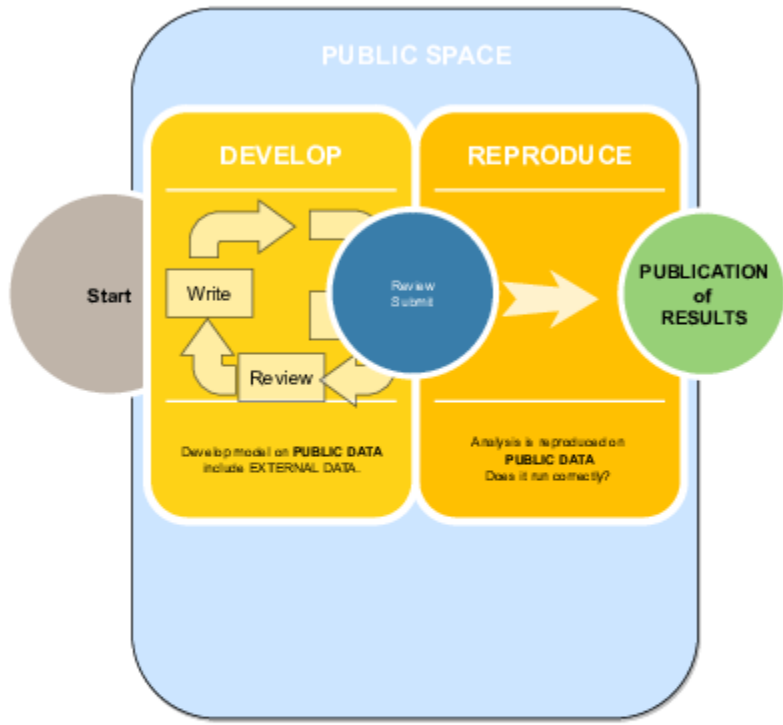 PUBLIC SPACE
DEVELOP
REPRODUCE
Start
Write
Review
Review
Submit
PUBLICATION
of
RESULTS
Develop model on PUBLIC DATA
include EXTERNAL DATA.
Analysis is reproduced on
PUBLIC DATA
Does it run correctly?